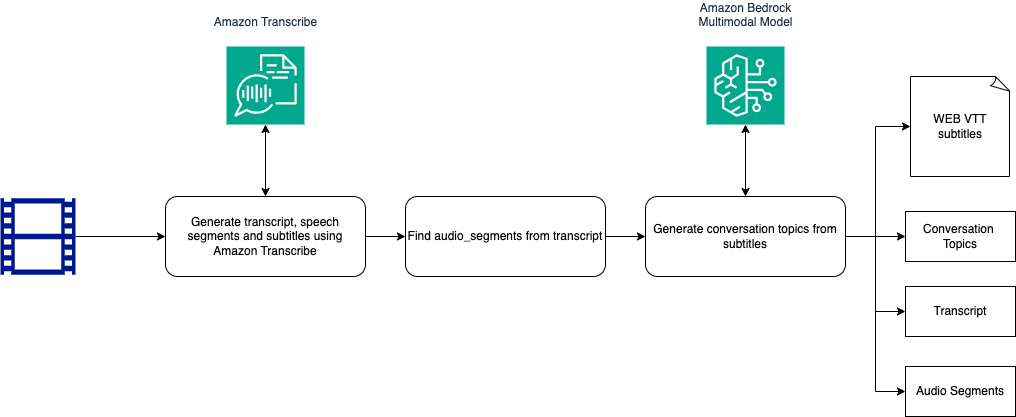 Amazon Transcribe
Amazon Bedrock
Multimodal Model
WEB VTT
subtitles
Generate transcript, speech
segments and subtitles using
Amazon Transcribe
Find audio_segments from transcript
Generate conversation topics from
subtitles
Conversation
Topics
Transcript
Audio Segments